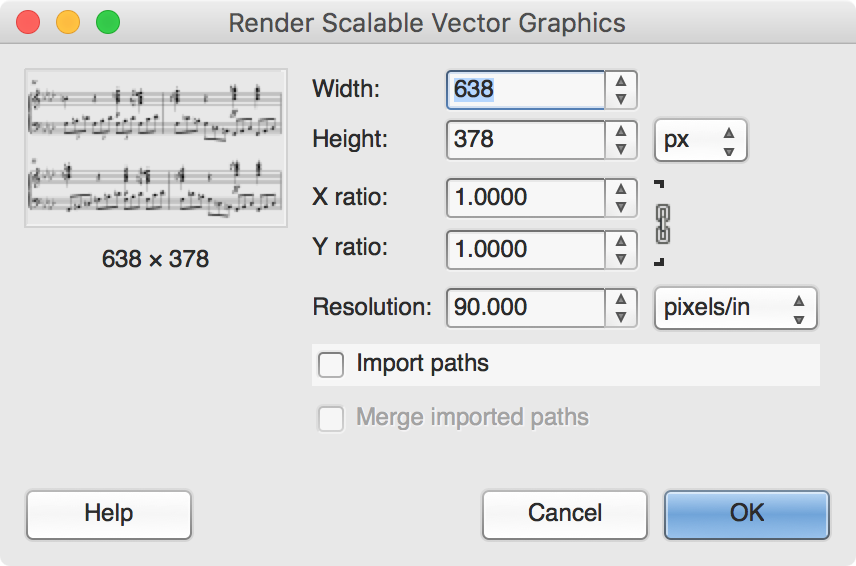 Render Scalable Vector Graphics
638 × 378
Width: 638
Height: 378 px
X ratio: 1.0000
Y ratio: 1.0000
Resolution: 90.000 pixels/in
Import paths
Merge imported paths
Help Cancel OK